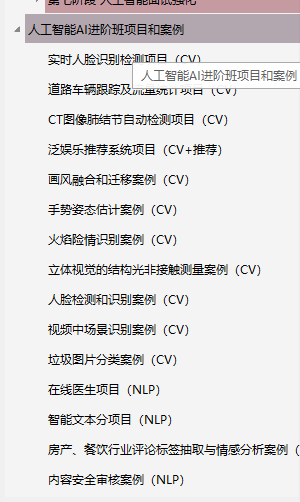 第七阶段 人工智能面试强化
人工智能AI进阶班项目和案例
实时人脸识别检测项目（CV）
人工智能AI进阶班项目和案例
道路车辆跟踪及流量统计项目（CV）
CT图像肺结节自动检测项目（CV）
泛娱乐推荐系统项目（CV+推荐）
画风融合和迁移案例（CV）
手势姿态估计案例（CV）
火焰险情识别案例（CV）
立体视觉的结构光非接触测量案例（CV）
人脸检测和识别案例（CV）
视频中场景识别案例（CV）
垃圾图片分类案例（CV）
在线医生项目（NLP）
智能文本分项目（NLP）
房产、餐饮行业评论标签抽取与情感分析案例（
内容安全审核案例（NLP）